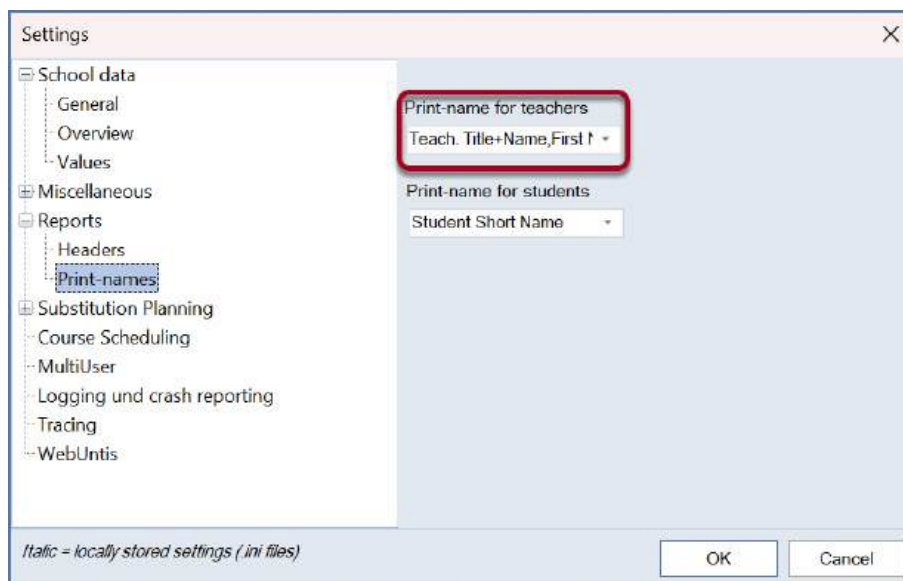 Settings
School data
General
Overview
Values
Miscellaneous
Reports
Headers
Print-names
Substitution Planning
Course Scheduling
MultiUser
Logging und crash reporting
Tracing
WebUntis
Print-name for teachers
Teach. Title+Name,First
Print-name for students
Student Short Name
Italic = locally stored settings (.ini files)
OK
Cancel